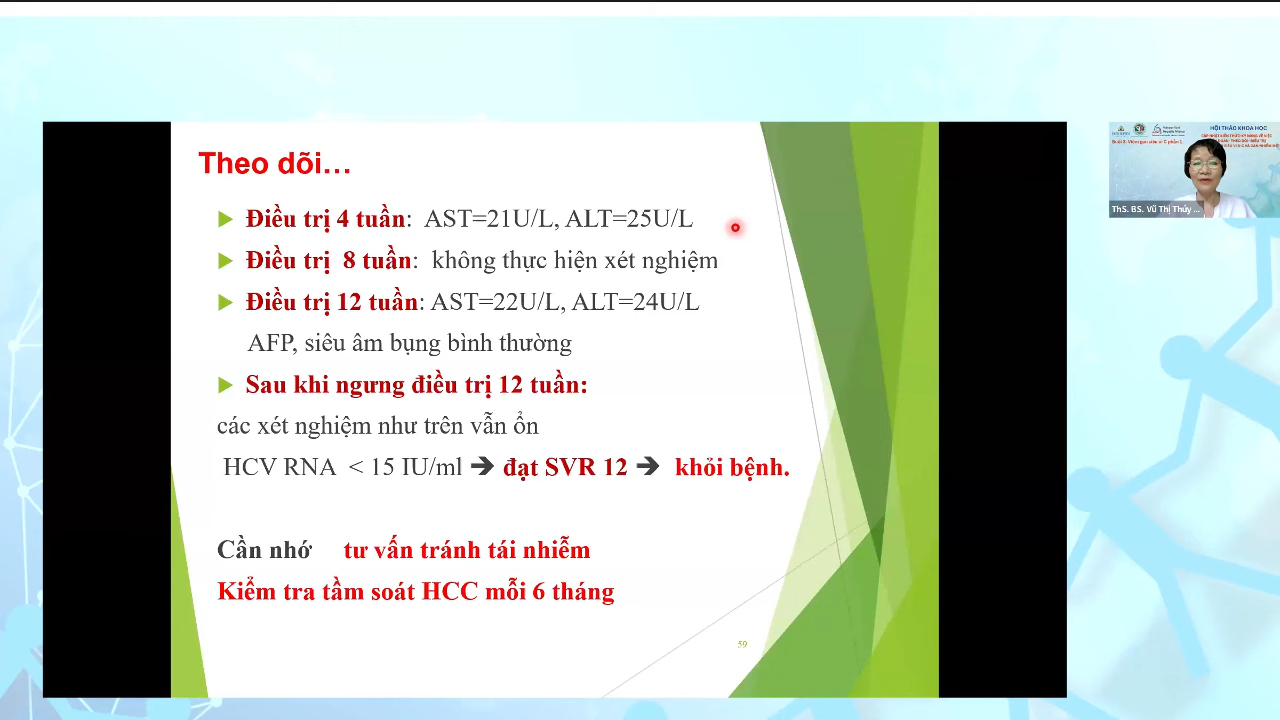 Theo dõi...
Điều trị 4 tuần: AST=21U/L, ALT=25U/L
Điều trị 8 tuần: không thực hiện xét nghiệm
Điều trị 12 tuần: AST=22U/L, ALT=24U/L
AFP, siêu âm bụng bình thường
Sau khi ngưng điều trị 12 tuần:
các xét nghiệm như trên vẫn ổn
HCV RNA < 15 IU/ml ➔ đạt SVR 12 ➔ khỏi bệnh.
Cần nhớ tư vấn tránh tái nhiễm
Kiểm tra tầm soát HCC mỗi 6 tháng
59
HỘI THẢO KHOA HỌC
ThS. BS. Vũ Thị Thúy ...